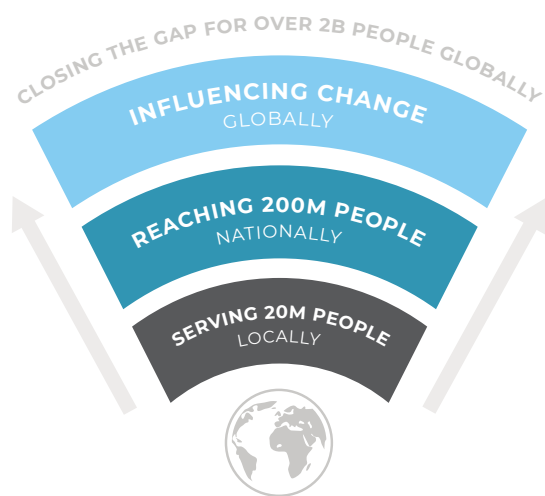 CLOSING THE GAP FOR OVER 2B PEOPLE GLOBALLY
INFLUENCING CHANGE
GLOBALLY
REACHING 200M PEOPLE
NATIONALLY
SERVING 20M PEOPLE
LOCALLY